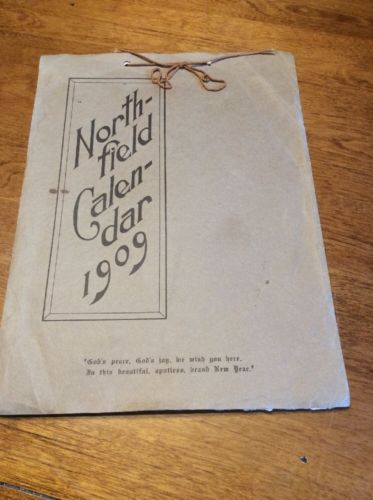 North-
field
Calen-
dar
1909
"God's peace, God's joy, we wish you here.
In this beautiful, spotless, brand New Year."